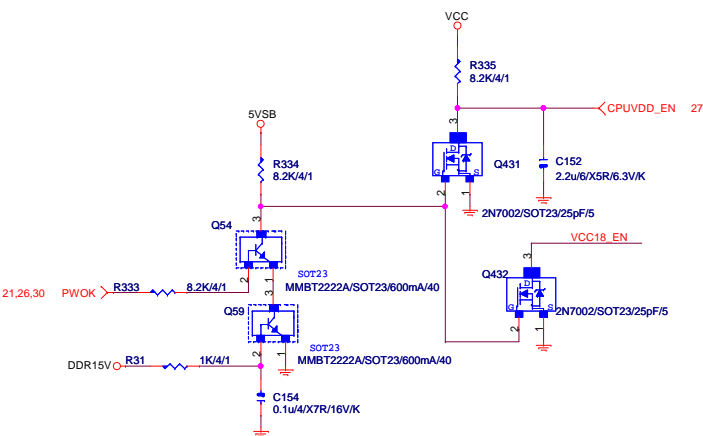 VCC
R335
8.2K/4/1
CPUVDD_EN 27
3
D
G
S
Q431
2
1
C152
2.2u/6/X5R/6.3V/K
2N7002/SOT23/25pF/5
5VSB
R334
8.2K/4/1
3
Q54
2
1
SOT23
MMBT2222A/SOT23/600mA/40
VCC18_EN
3
Q432
D
G
S
2
1
2N7002/SOT23/25pF/5
21,26,30 PWOK R333 8.2K/4/1
3
Q59
2
1
SOT23
MMBT2222A/SOT23/600mA/40
DDR15V R31 1K/4/1
C154
0.1u/4/X7R/16V/K